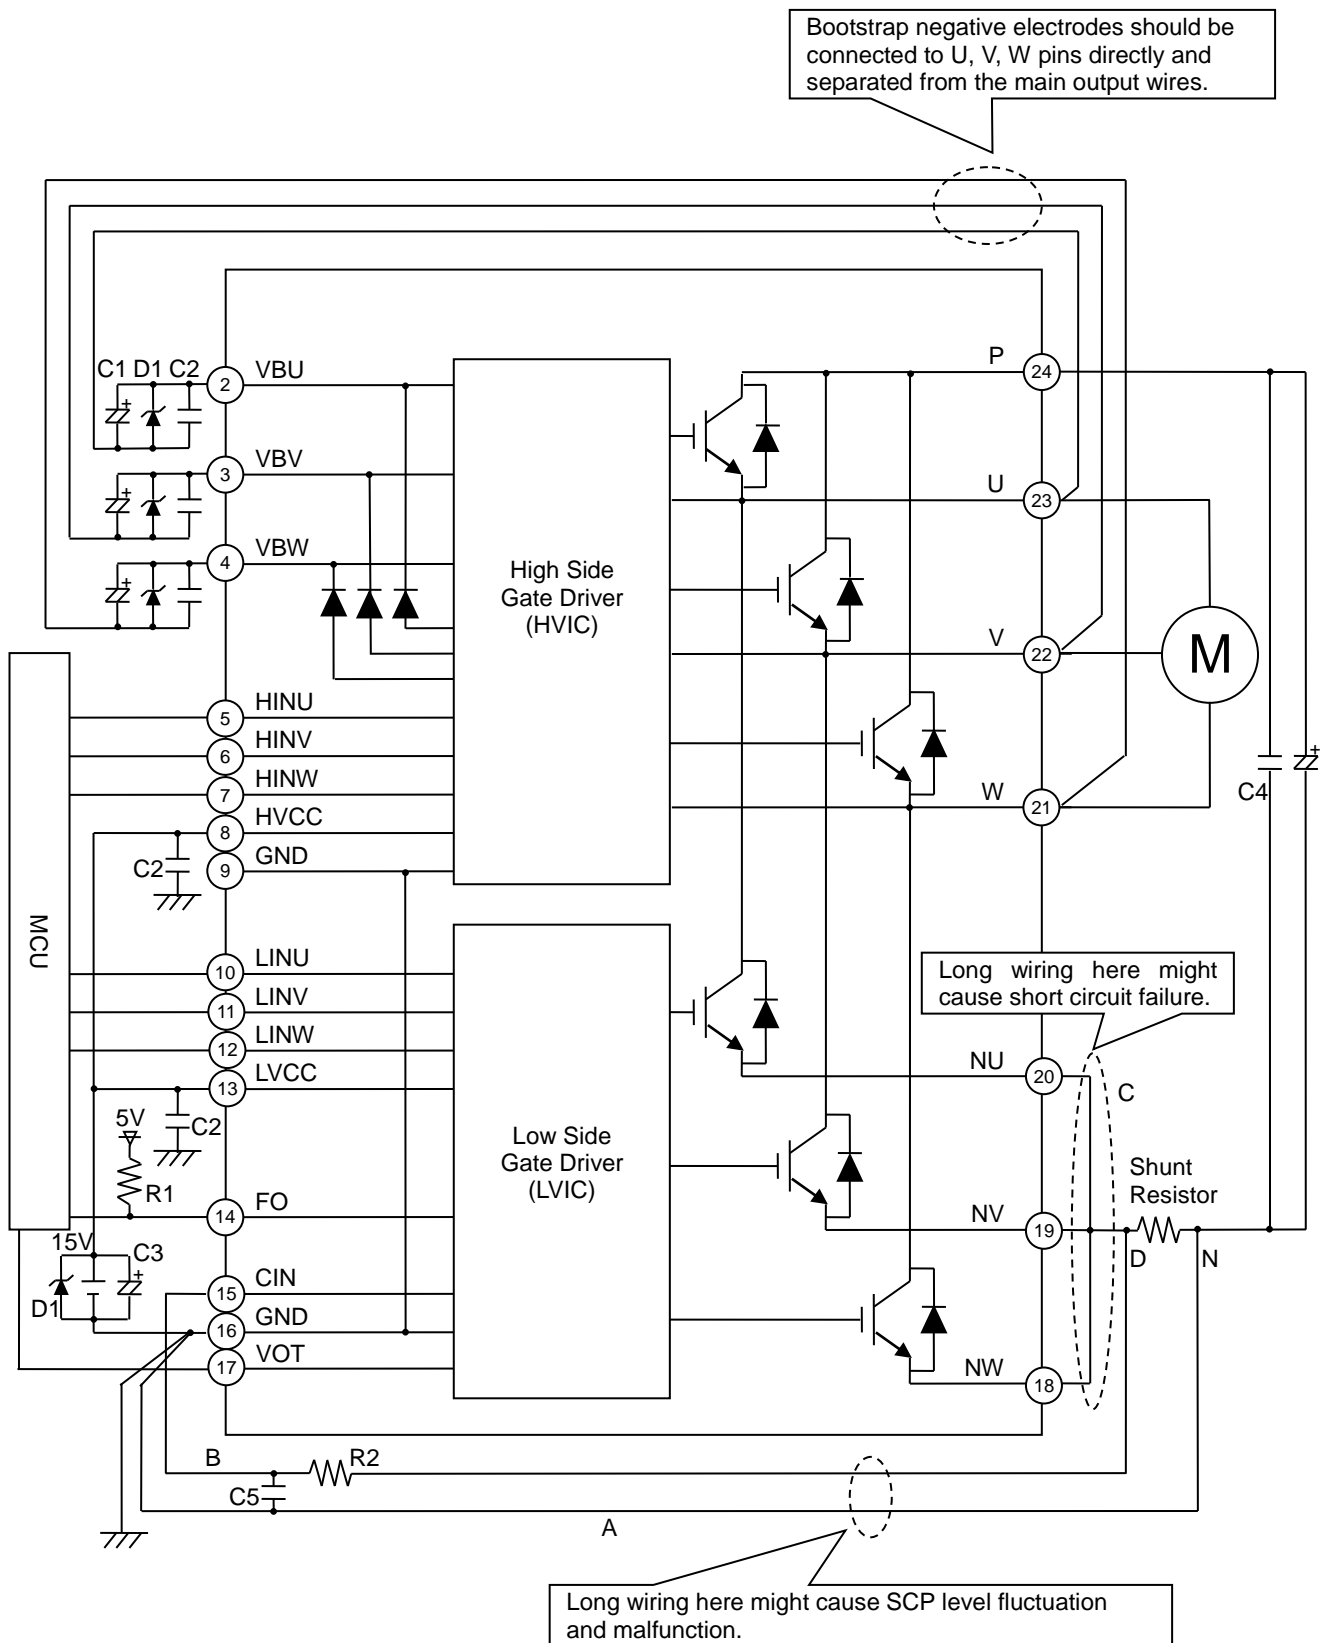 Bootstrap negative electrodes should be
connected to U, V, W pins directly and
separated from the main output wires.
C1 D1 C2
2 VBU
P 24
3 VBV
U 23
4 VBW
High Side
Gate Driver
(HVIC)
V 22
M
5 HINU
6 HINV
7 HINW
W 21
C4
8 HVCC
C2
9 GND
MCU
10 LINU
11 LINV
12 LINW
13 LVCC
Long wiring here might
cause short circuit failure.
NU 20
C
5V
C2
R1
Low Side
Gate Driver
(LVIC)
Shunt
Resistor
14 FO
NV 19
D
N
15V
C3
D1
15 CIN
16 GND
17 VOT
NW 18
B
R2
C5
A
Long wiring here might cause SCP level fluctuation
and malfunction.
+
+
+
+
+